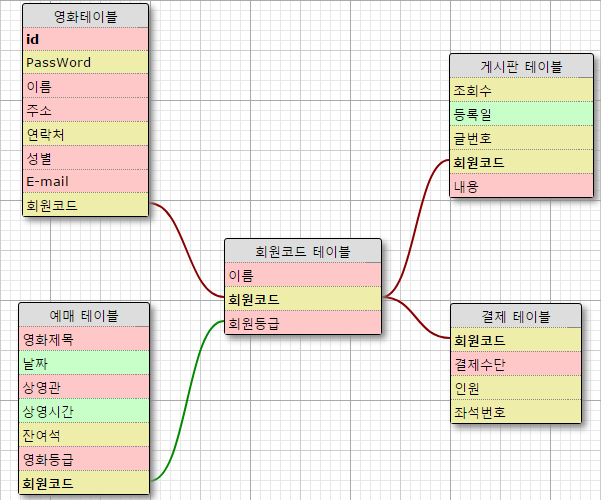 영화테이블
id
PassWord
이름
주소
연락처
성별
E-mail
회원코드
게시판 테이블
조회수
등록일
글번호
회원코드
내용
회원코드 테이블
이름
회원코드
회원등급
예매 테이블
영화제목
날짜
상영관
상영시간
잔여석
영화등급
회원코드
결제 테이블
회원코드
결제수단
인원
좌석번호